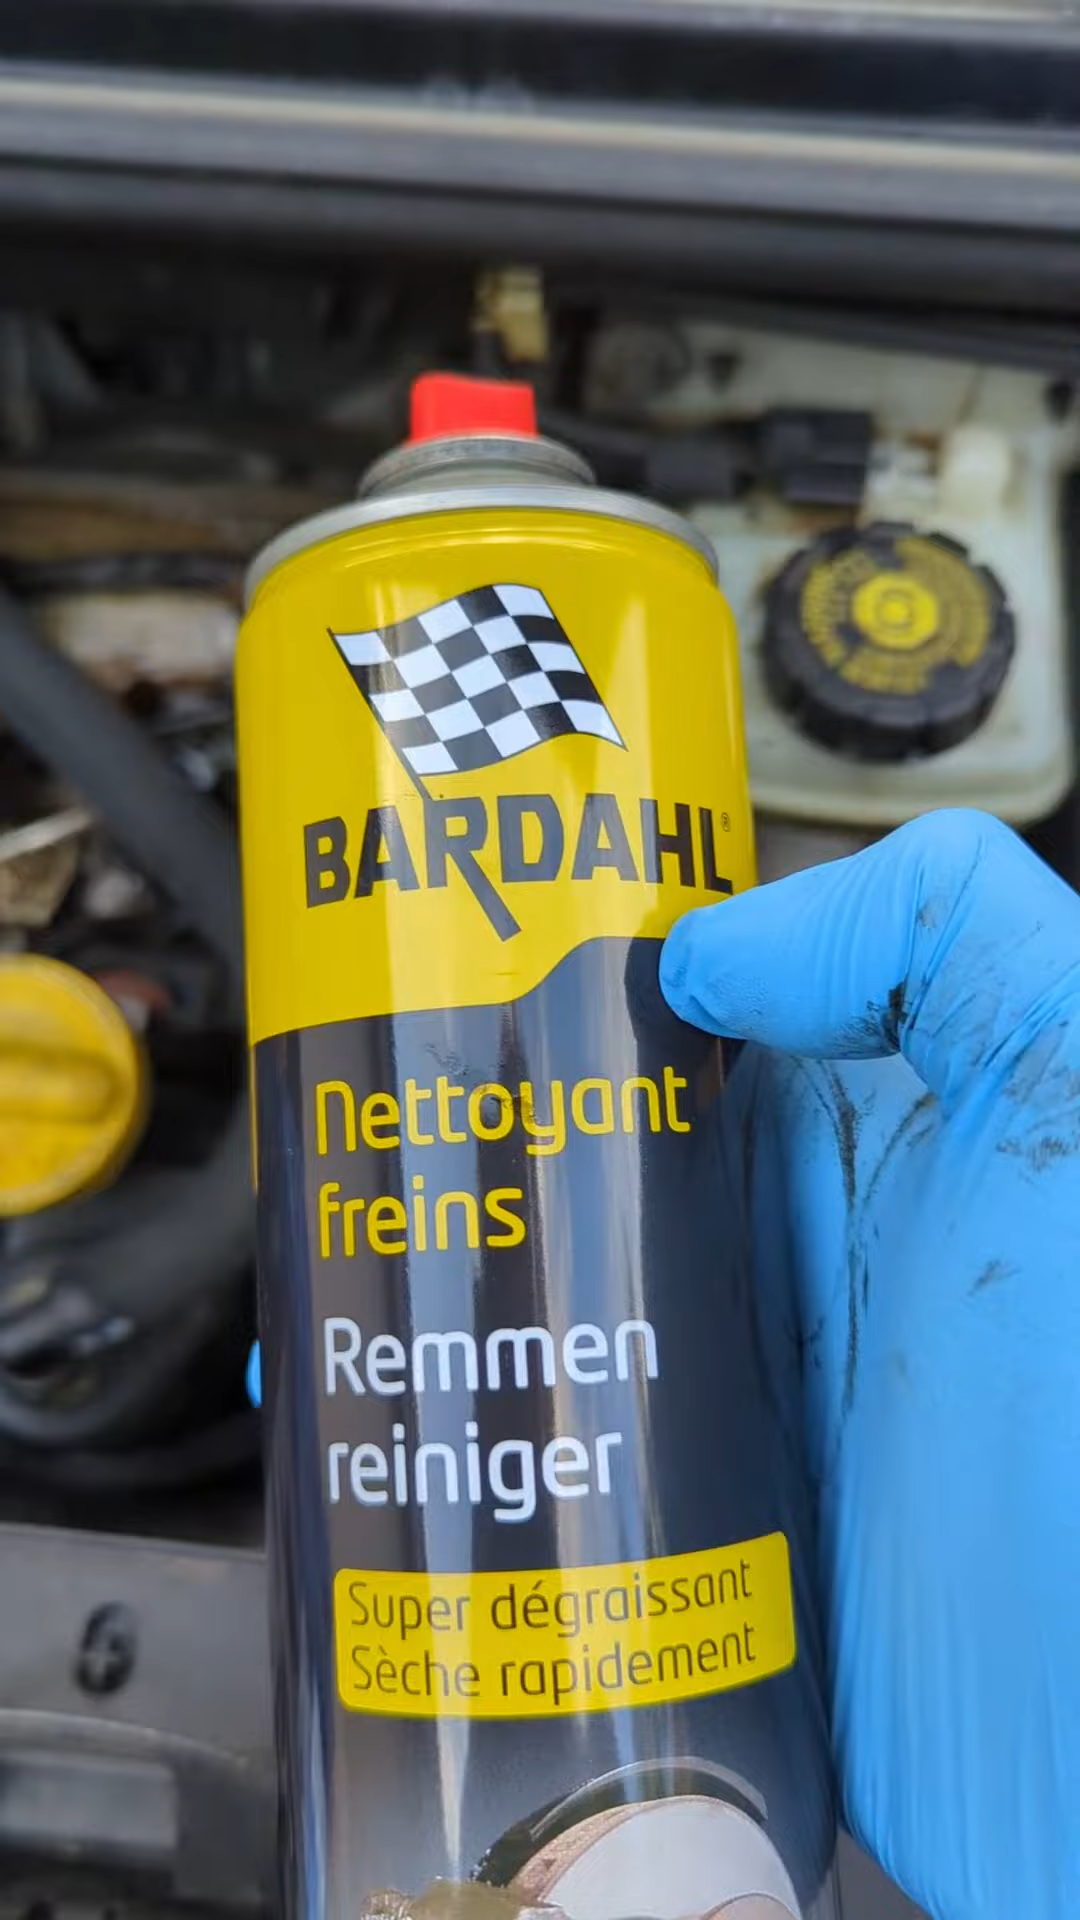 BARDAHL®
Nettoyant
freins
Remmen
reiniger
Super dégraissant
Sèche rapidement